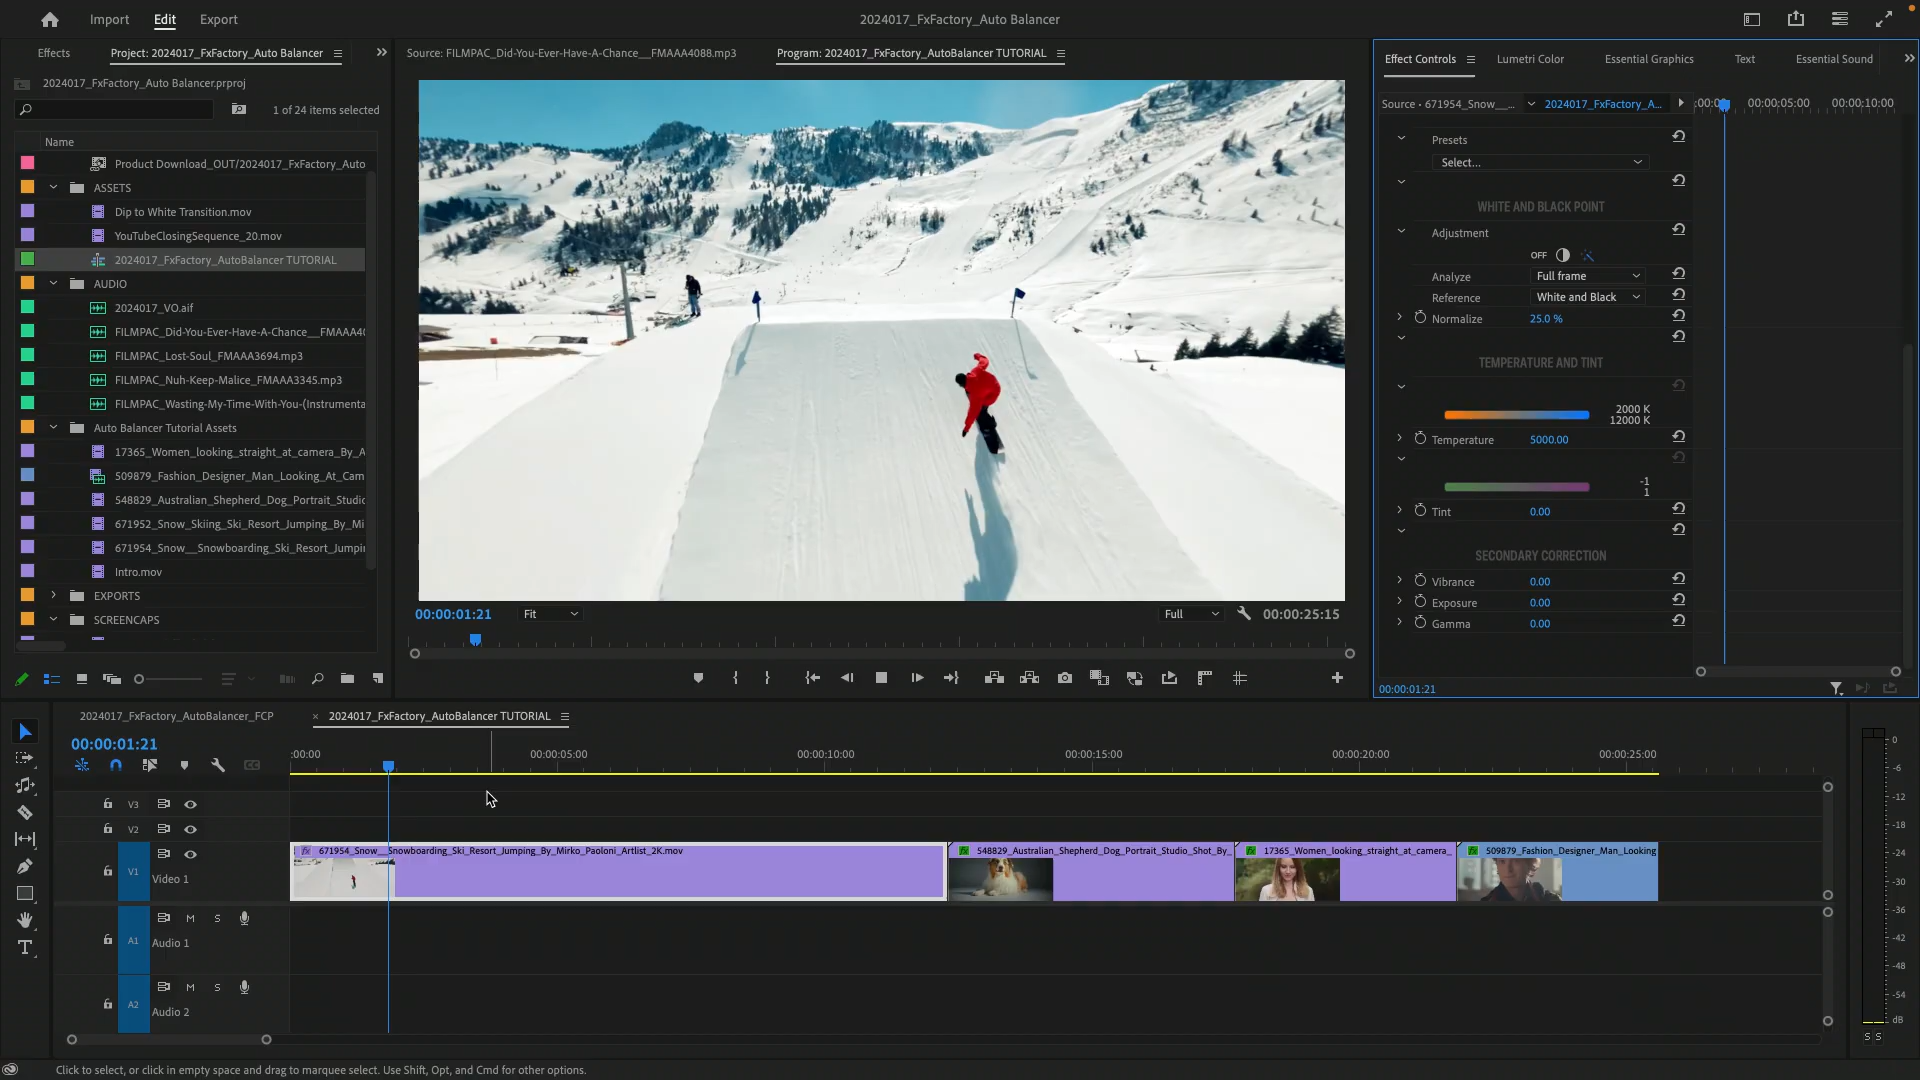 Import
Edit
Export
2024017_FxFactory_Auto Balancer
Effects
Project: 2024017_FxFactory_Auto Balancer
Source: FILMPAC_Did-You-Ever-Have-A-Chance__FMAAA4088.mp3
Program: 2024017_FxFactory_AutoBalancer TUTORIAL
Effect Controls
Lumetri Color
Essential Graphics
Text
Essential Sound
2024017_FxFactory_Auto Balancer.prproj
1 of 24 items selected
Name
Product Download_OUT/2024017_FxFactory_Auto
ASSETS
Dip to White Transition.mov
YouTubeClosingSequence_20.mov
2024017_FxFactory_AutoBalancer TUTORIAL
AUDIO
2024017_VO.aif
FILMPAC_Did-You-Ever-Have-A-Chance__FMAAA40
FILMPAC_Lost-Soul_FMAAA3694.mp3
FILMPAC_Nuh-Keep-Malice_FMAAA3345.mp3
FILMPAC_Wasting-My-Time-With-You-(Instrumenta
Auto Balancer Tutorial Assets
17365_Women_looking_straight_at_camera_By_A
509879_Fashion_Designer_Man_Looking_At_Cam
548829_Australian_Shepherd_Dog_Portrait_Studio
671952_Snow_Skiing_Ski_Resort_Jumping_By_Mi
671954_Snow__Snowboarding_Ski_Resort_Jumpin
Intro.mov
EXPORTS
SCREENCAPS
00:00:01:21
Fit
Full
00:00:25:15
Source • 671954_Snow__...
2024017_FxFactory_A...
:00:00
00:00:05:00
00:00:10:00
Presets
Select...
WHITE AND BLACK POINT
Adjustment
OFF
Analyze
Full frame
Reference
White and Black
Normalize
25.0 %
TEMPERATURE AND TINT
2000 K
12000 K
Temperature
5000.00
-1
1
Tint
0.00
SECONDARY CORRECTION
Vibrance
0.00
Exposure
0.00
Gamma
0.00
00:00:01:21
2024017_FxFactory_AutoBalancer_FCP
× 2024017_FxFactory_AutoBalancer TUTORIAL
00:00:01:21
:00:00
00:00:05:00
00:00:10:00
00:00:15:00
00:00:20:00
00:00:25:00
CC
V3
V2
V1
Video 1
fx 671954_Snow__Snowboarding_Ski_Resort_Jumping_By_Mirko_Paoloni_Artlist_2K.mov
fx 548829_Australian_Shepherd_Dog_Portrait_Studio_Shot_By_
fx 17365_Women_looking_straight_at_camera_
fx 509879_Fashion_Designer_Man_Looking
A1
M
S
Audio 1
A2
M
S
Audio 2
0
-6
-12
-18
-24
-30
-36
-42
-48
-54
dB
S S
Click to select, or click in empty space and drag to marquee select. Use Shift, Opt, and Cmd for other options.